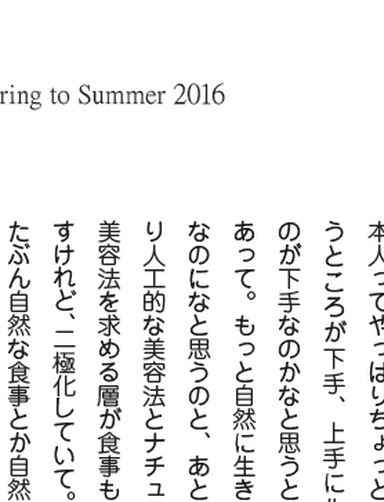 ring to Summer 2016
本人ってやっぱりちょっと
うところが下手、上手に
のが下手なのかなと思うと
あって。もっと自然に生き
なのになと思うのと、あと
り人工的な美容法とナチュ
美容法を求める層が食事も
すけれど、二極化していて。
たぶん自然な食事とか自然